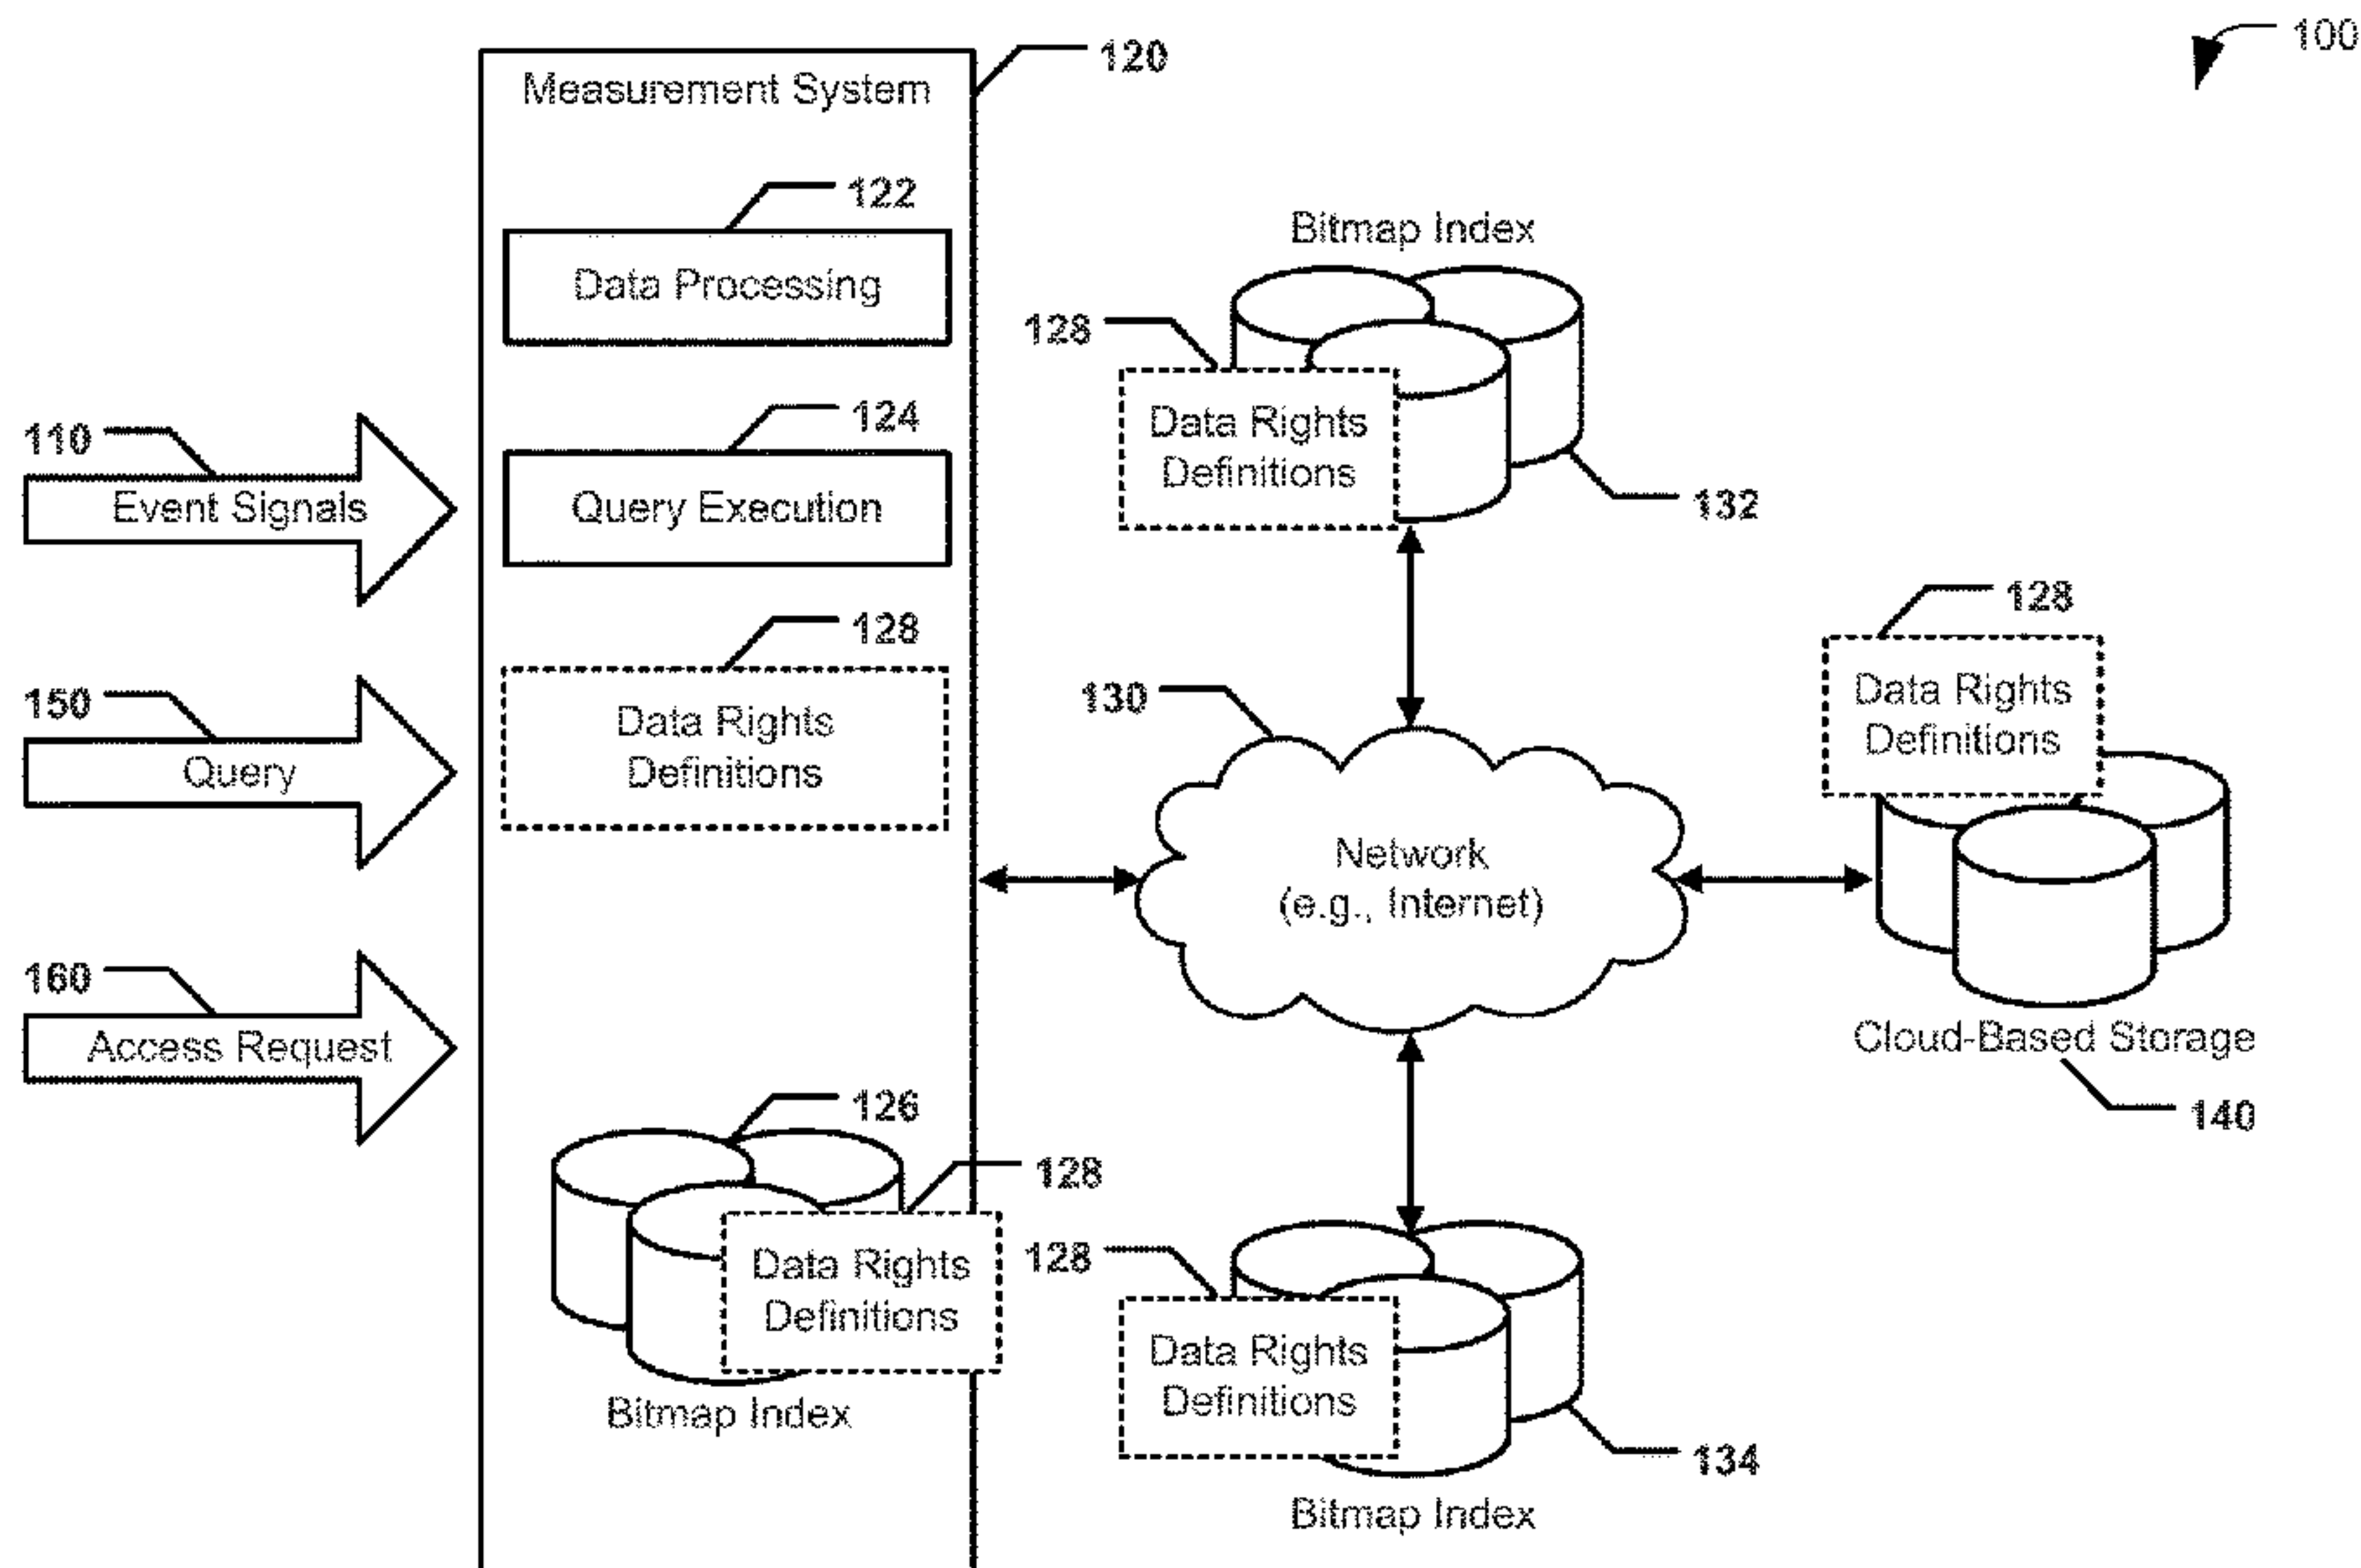 100
120
Measurement System
122
Data Processing
124
Query Execution
128
Data Rights
Definitions
110
Event Signals
150
Query
160
Access Request
126
128
Data Rights
Definitions
Bitmap Index
Bitmap Index
128
Data Rights
Definitions
132
130
Network
(e.g., Internet)
128
Data Rights
Definitions
Cloud-Based Storage
140
128
Data Rights
Definitions
134
Bitmap Index